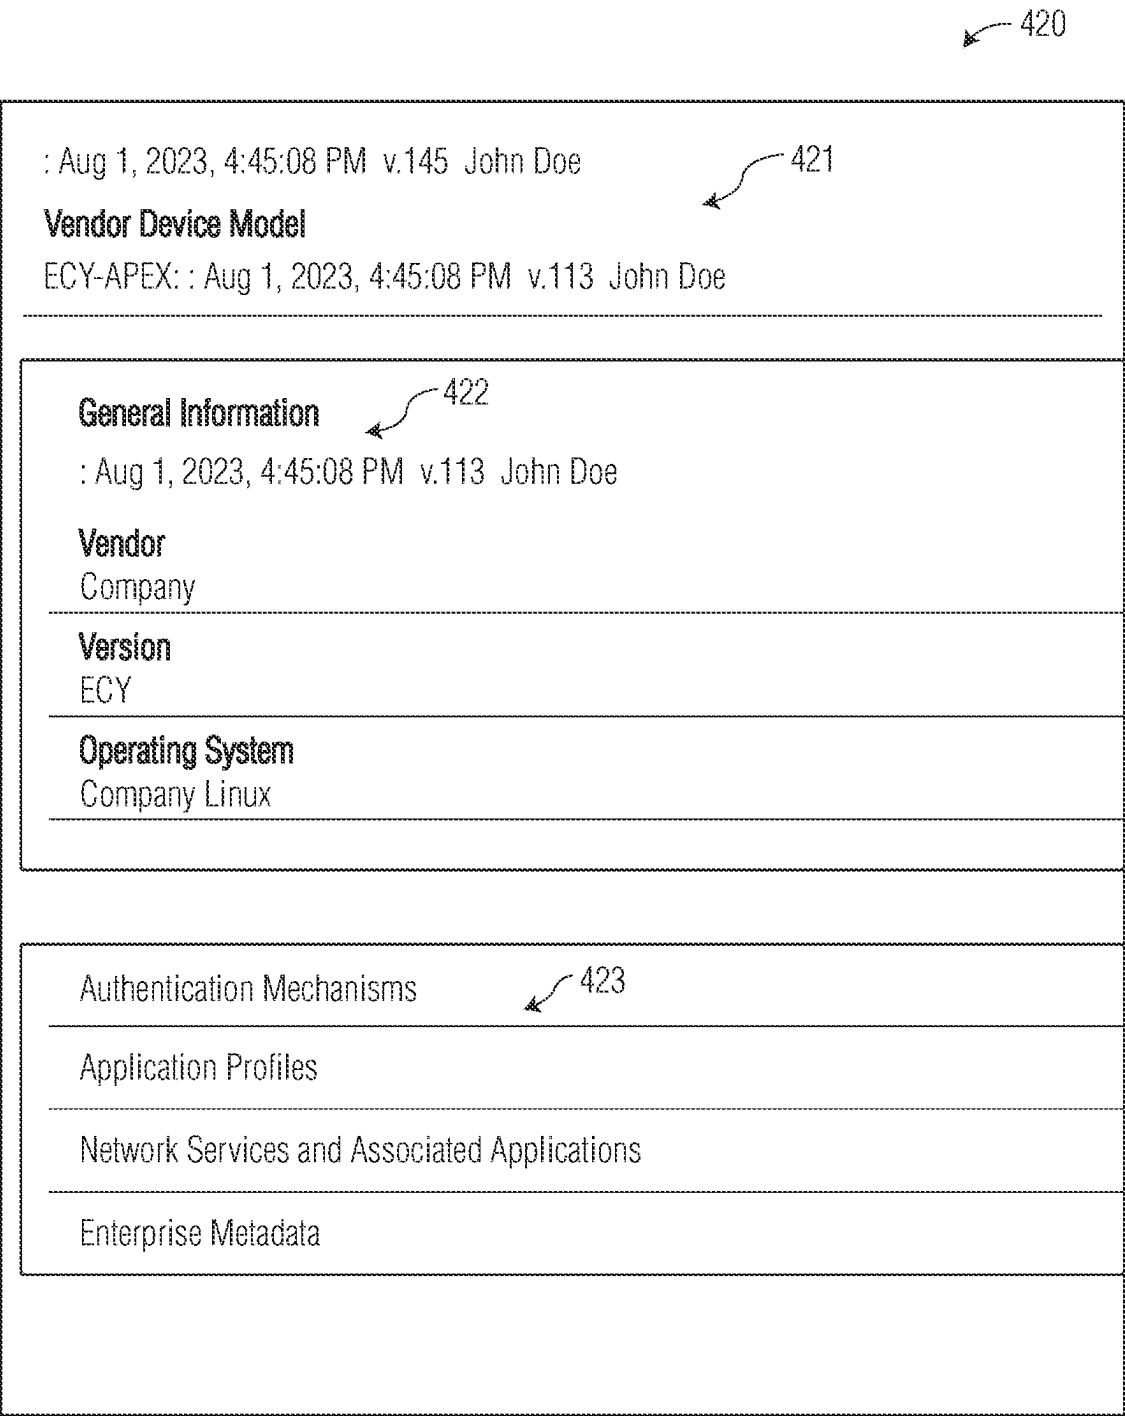 420
: Aug 1, 2023, 4:45:08 PM v.145 John Doe
421
Vendor Device Model
ECY-APEX: : Aug 1, 2023, 4:45:08 PM v.113 John Doe
422
General Information
: Aug 1, 2023, 4:45:08 PM v.113 John Doe
Vendor
Company
Version
ECY
Operating System
Company Linux
Authentication Mechanisms
423
Application Profiles
Network Services and Associated Applications
Enterprise Metadata